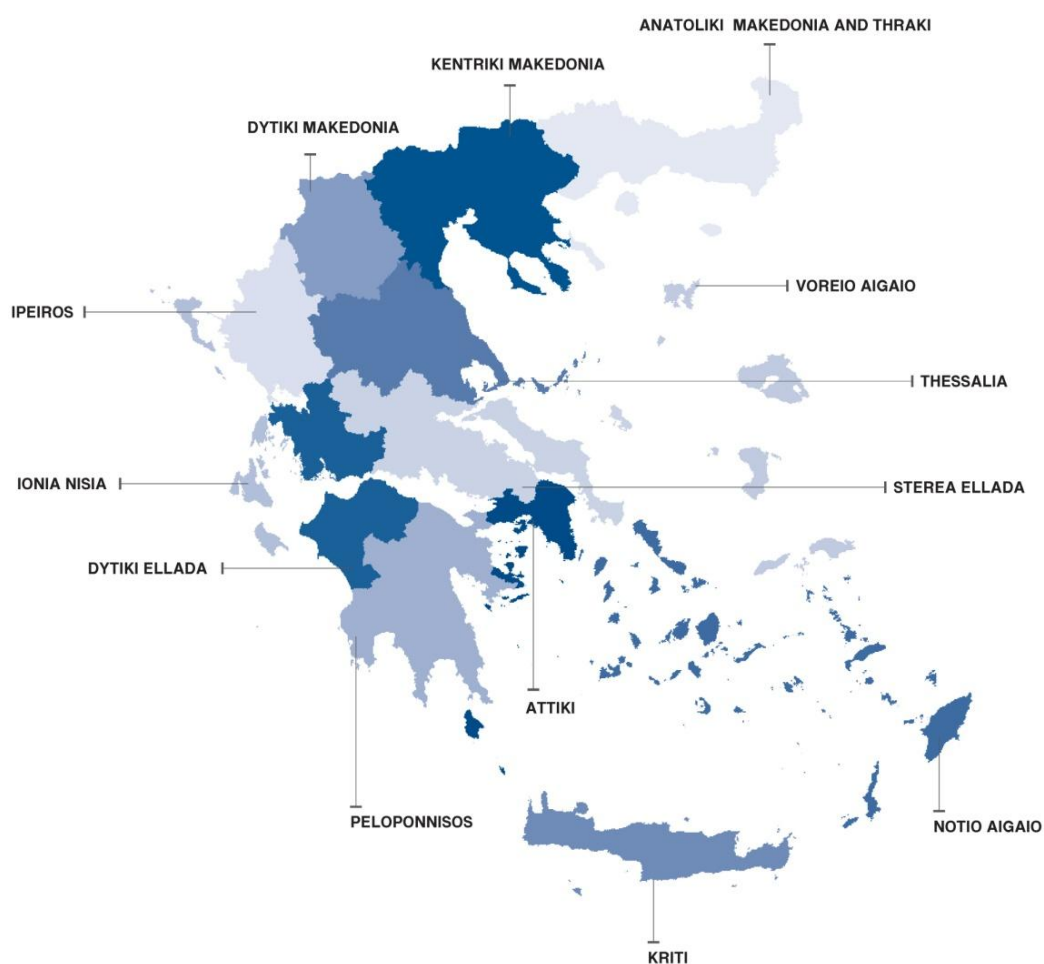 ANATOLIKI MAKEDONIA AND THRAKI
KENTRIKI MAKEDONIA
DYTIKI MAKEDONIA
VOREIO AIGAIO
IPEIROS
THESSALIA
IONIA NISIA
STEREA ELLADA
DYTIKI ELLADA
ATTIKI
PELOPONNISOS
NOTIO AIGAIO
KRITI